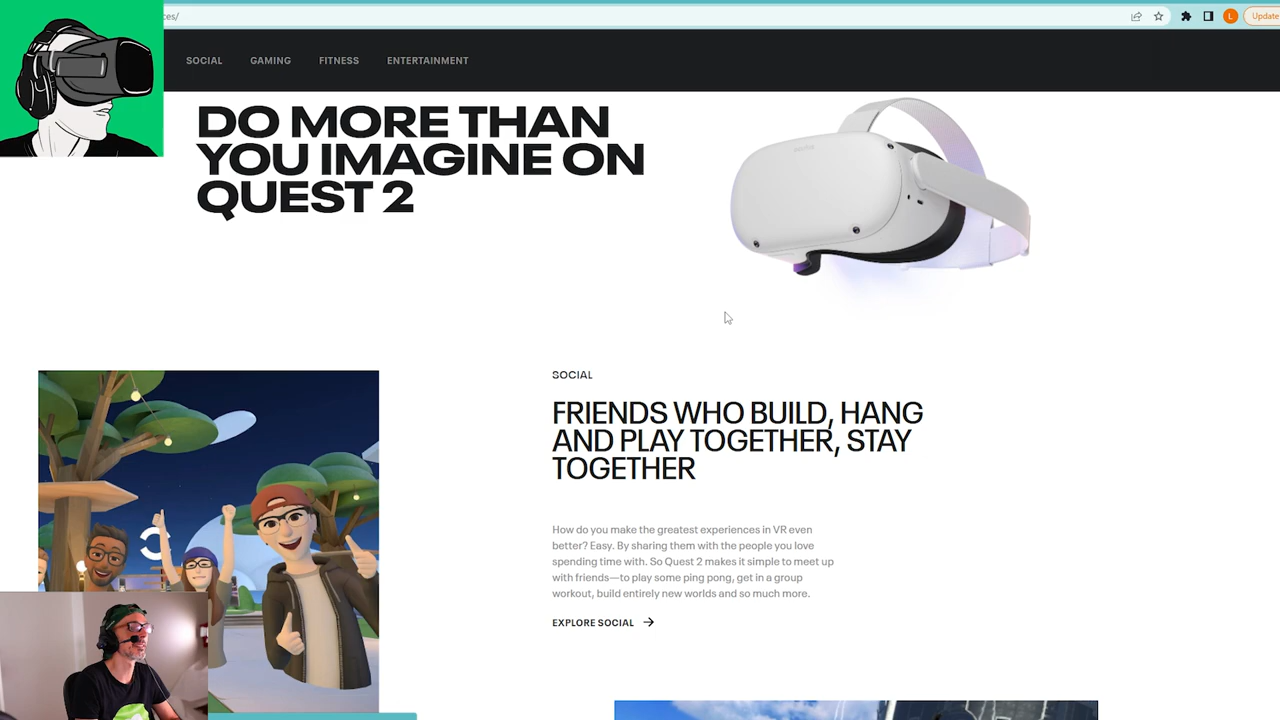 ces/
L
Update
SOCIAL GAMING FITNESS ENTERTAINMENT
DO MORE THAN
YOU IMAGINE ON
QUEST 2
SOCIAL
FRIENDS WHO BUILD, HANG
AND PLAY TOGETHER, STAY
TOGETHER
How do you make the greatest experiences in VR even
better? Easy. By sharing them with the people you love
spending time with. So Quest 2 makes it simple to meet up
with friends—to play some ping pong, get in a group
workout, build entirely new worlds and so much more.
EXPLORE SOCIAL